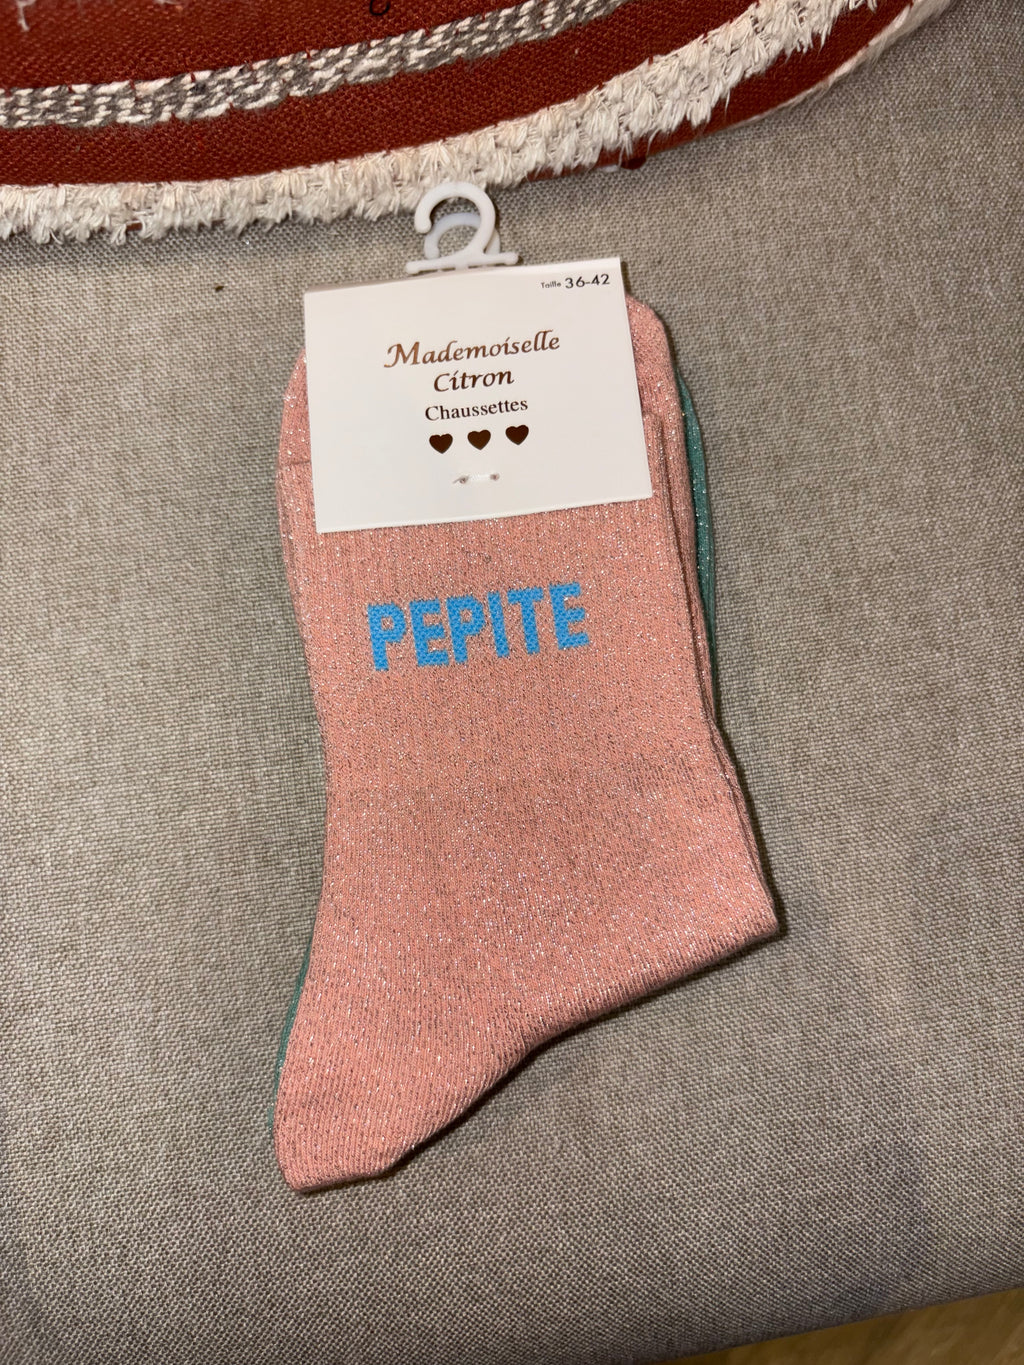 Taille 36-42
Mademoiselle
Citron
Chaussettes
PEPITE